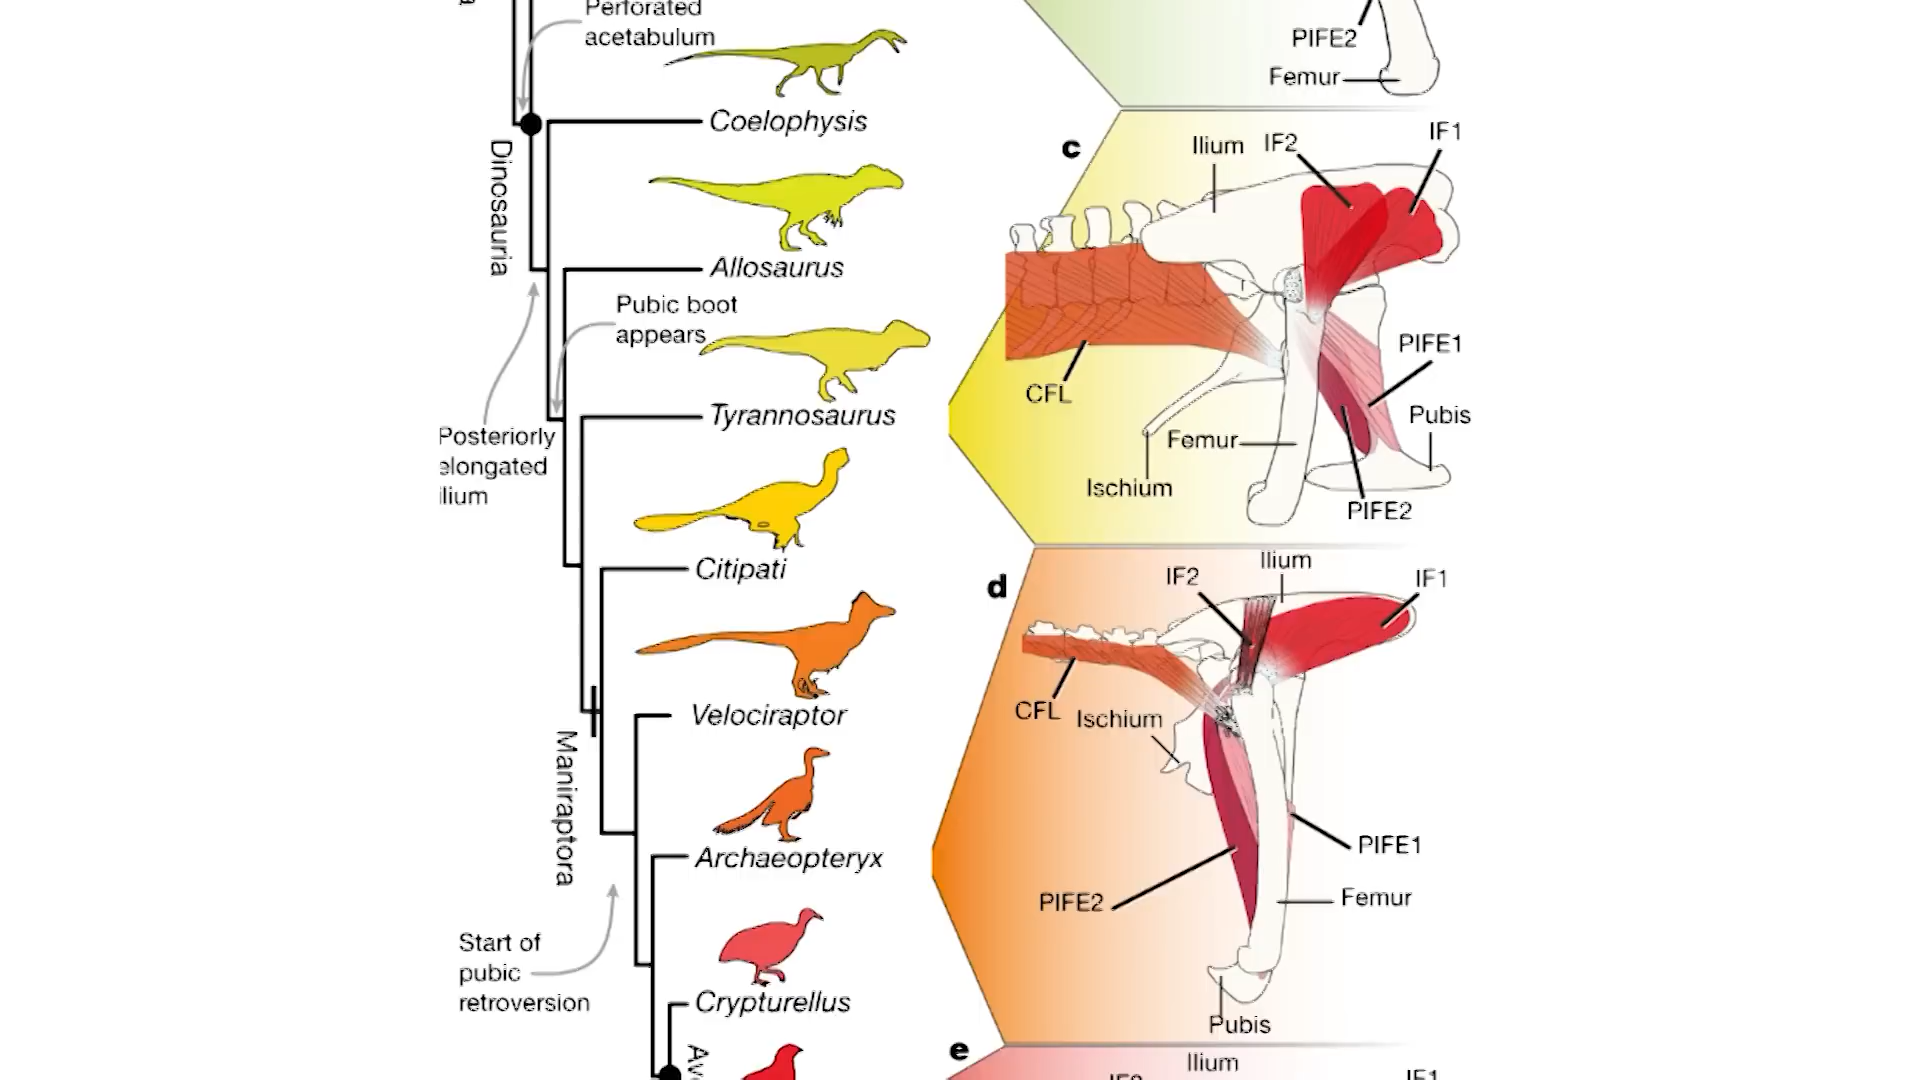 Perforated
acetabulum
Coelophysis
Dinosauria
Allosaurus
Pubic boot
appears
Tyrannosaurus
Posteriorly
elongated
ilium
Citipati
Velociraptor
Maniraptora
Archaeopteryx
Start of
pubic
retroversion
Crypturellus
PIFE2
Femur
c
Ilium
IF2
IF1
CFL
PIFE1
Pubis
Femur
Ischium
PIFE2
d
Ilium
IF2
IF1
CFL
Ischium
PIFE1
PIFE2
Femur
Pubis
e
Ilium
IF1